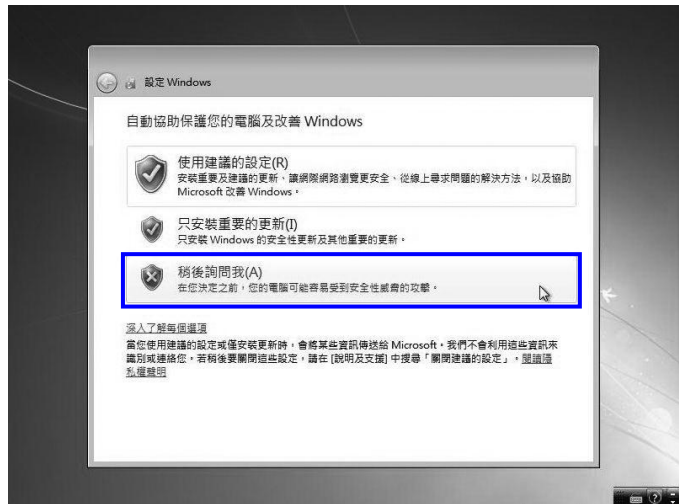 設定 Windows
自動協助保護您的電腦及改善 Windows
使用建議的設定(R)
安裝重要及建議的更新、讓網際網路瀏覽更安全、從線上尋求問題的解決方法，以及協助
Microsoft 改善 Windows。
只安裝重要的更新(I)
只安裝 Windows 的安全性更新及其他重要的更新。
稍後詢問我(A)
在您決定之前，您的電腦可能容易受到安全性威脅的攻擊。
深入了解每個選項
當您使用建議的設定或僅安裝更新時，會將某些資訊傳送給 Microsoft。我們不會利用這些資訊來
識別或連絡您。若稍後要關閉這些設定，請在 [說明及支援] 中搜尋「關閉建議的設定」。閱讀隱
私權聲明